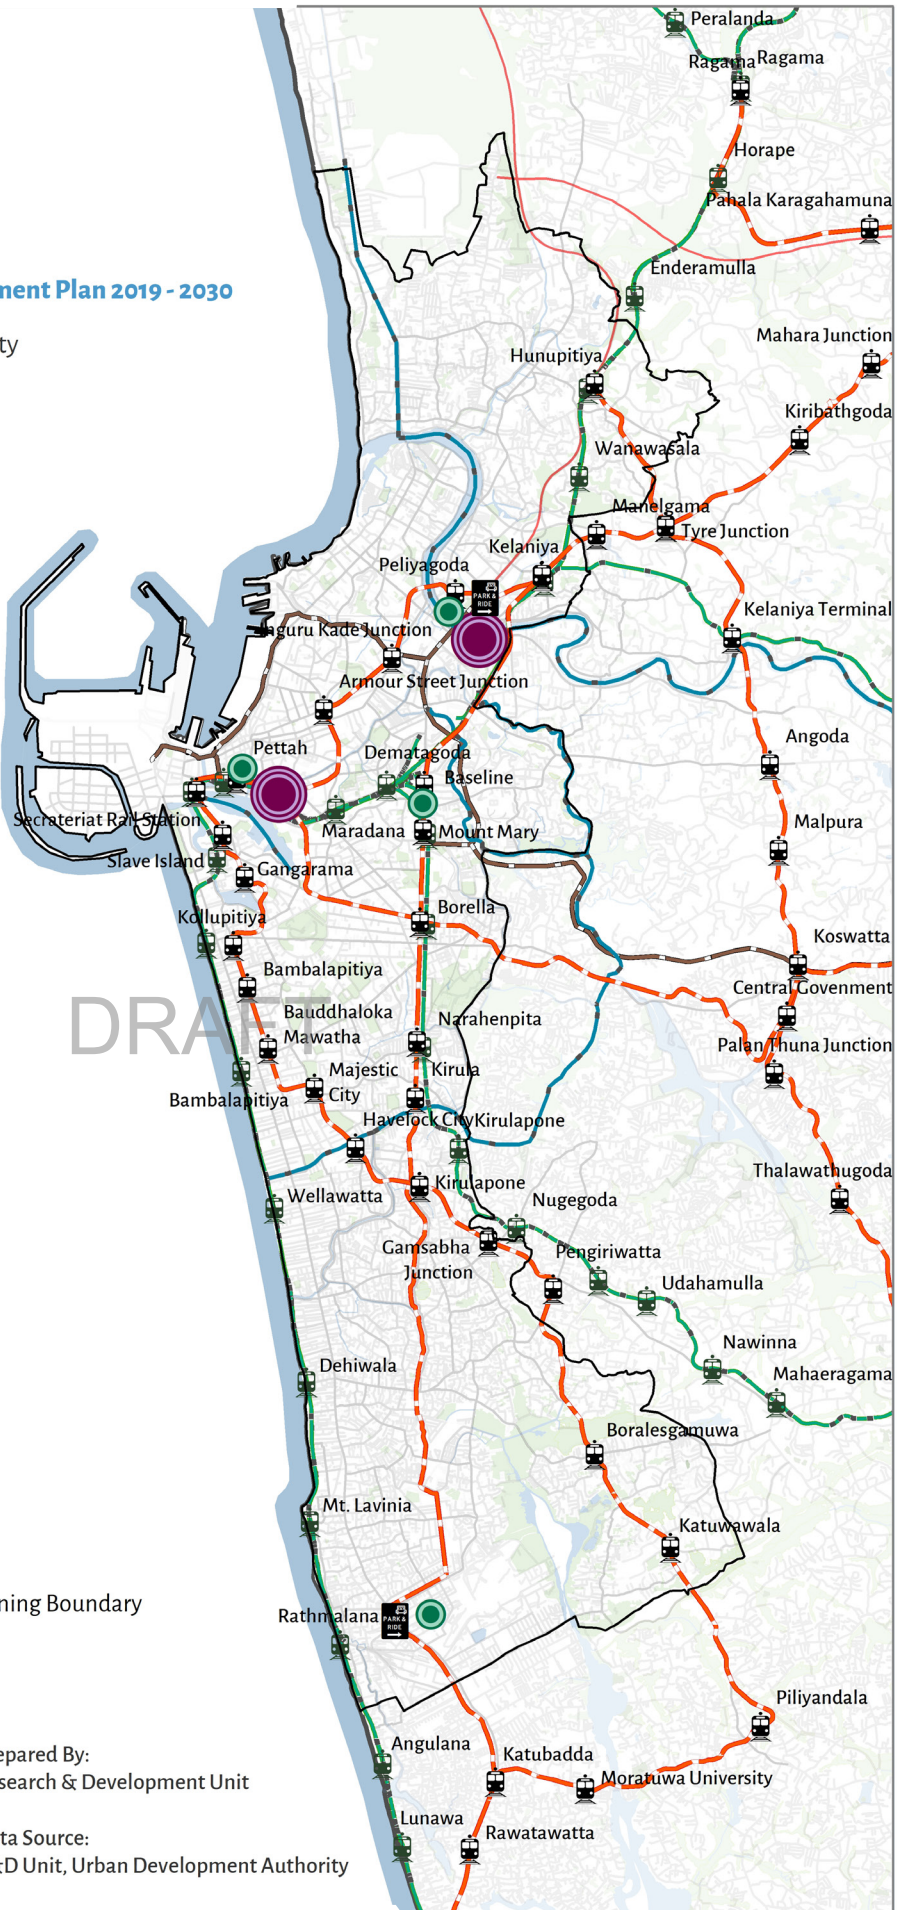 Peralanda
Ragama
Ragama
Horape
Pahala Karagahamuna
Enderamulla
ment Plan 2019 - 2030
ty
Mahara Junction
Hunupitiya
Kiribathgoda
Wanawasala
Manelgama
Tyre Junction
Kelaniya
Peliyagoda
PARK &
RIDE
Kelaniya Terminal
Inguru Kade Junction
Armour Street Junction
Angoda
Pettah
Dematagoda
Baseline
Secrateriat Rail Station
Maradana
Mount Mary
Malpura
Slave Island
Gangarama
Kollupitiya
Borella
Koswatta
Bambalapitiya
Central Govenment
DRAFT
Bauddhaloka
Mawatha
Narahenpita
Palan Thuna Junction
Majestic
City
Kirula
Bambalapitiya
Havelock City
Kirulapone
Thalawathugoda
Wellawatta
Kirulapone
Nugegoda
Gamsabha
Junction
Pengiriwatta
Udahamulla
Nawinna
Dehiwala
Mahaeragama
Boralesgamuwa
Mt. Lavinia
Katuwawala
ning Boundary
Rathmalana
PARK &
RIDE
Piliyandala
Angulana
epared By:
search & Development Unit
Katubadda
Moratuwa University
Lunawa
Rawatawatta
ta Source:
&D Unit, Urban Development Authority